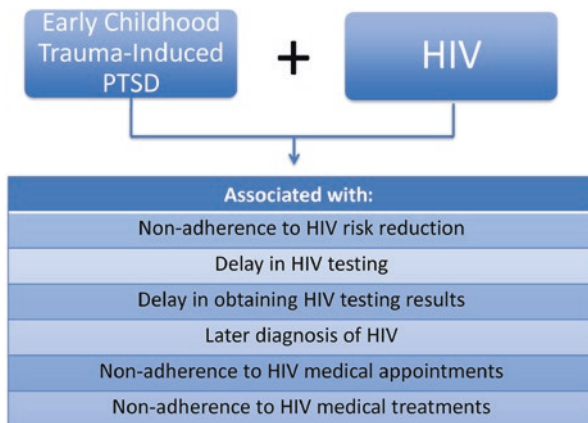 Early Childhood
Trauma-Induced
PTSD
+
HIV
Associated with:
Non-adherence to HIV risk reduction
Delay in HIV testing
Delay in obtaining HIV testing results
Later diagnosis of HIV
Non-adherence to HIV medical appointments
Non-adherence to HIV medical treatments